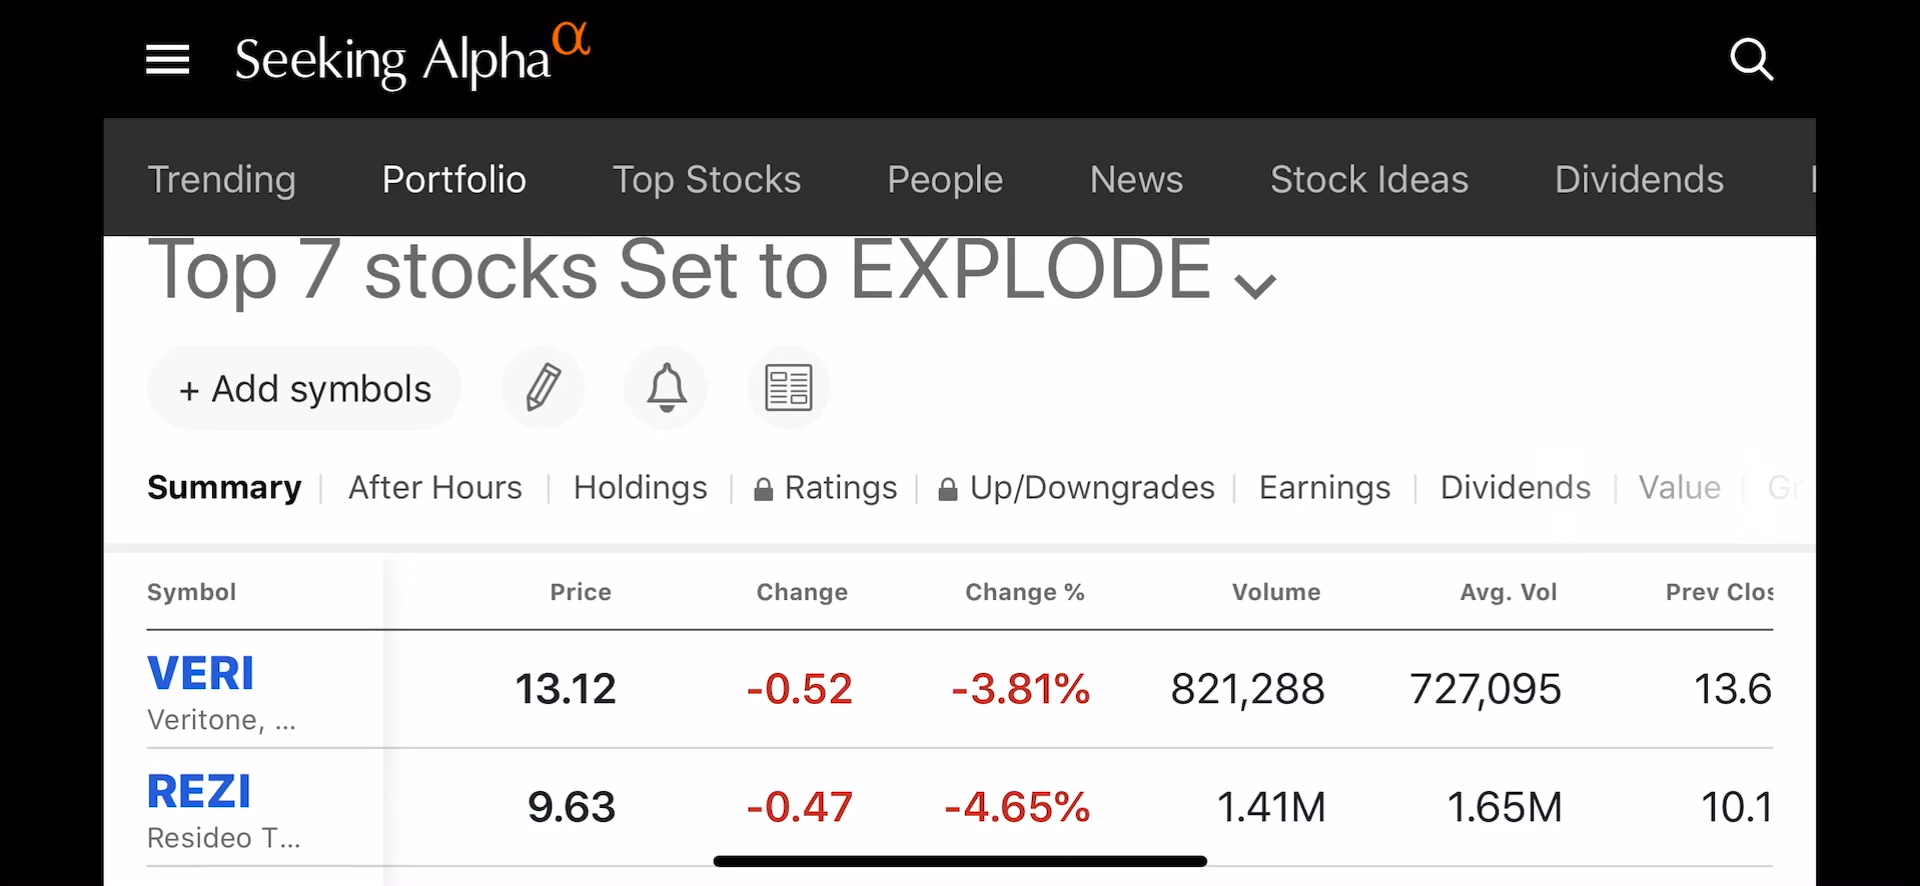 Seeking Alpha α
Trending Portfolio Top Stocks People News Stock Ideas Dividends
Top 7 stocks Set to EXPLODE
+ Add symbols
Summary After Hours Holdings Ratings Up/Downgrades Earnings Dividends Value Gr
Symbol Price Change Change % Volume Avg. Vol Prev Clos
VERI 13.12 -0.52 -3.81% 821,288 727,095 13.6
Veritone, ...
REZI 9.63 -0.47 -4.65% 1.41M 1.65M 10.1
Resideo T...